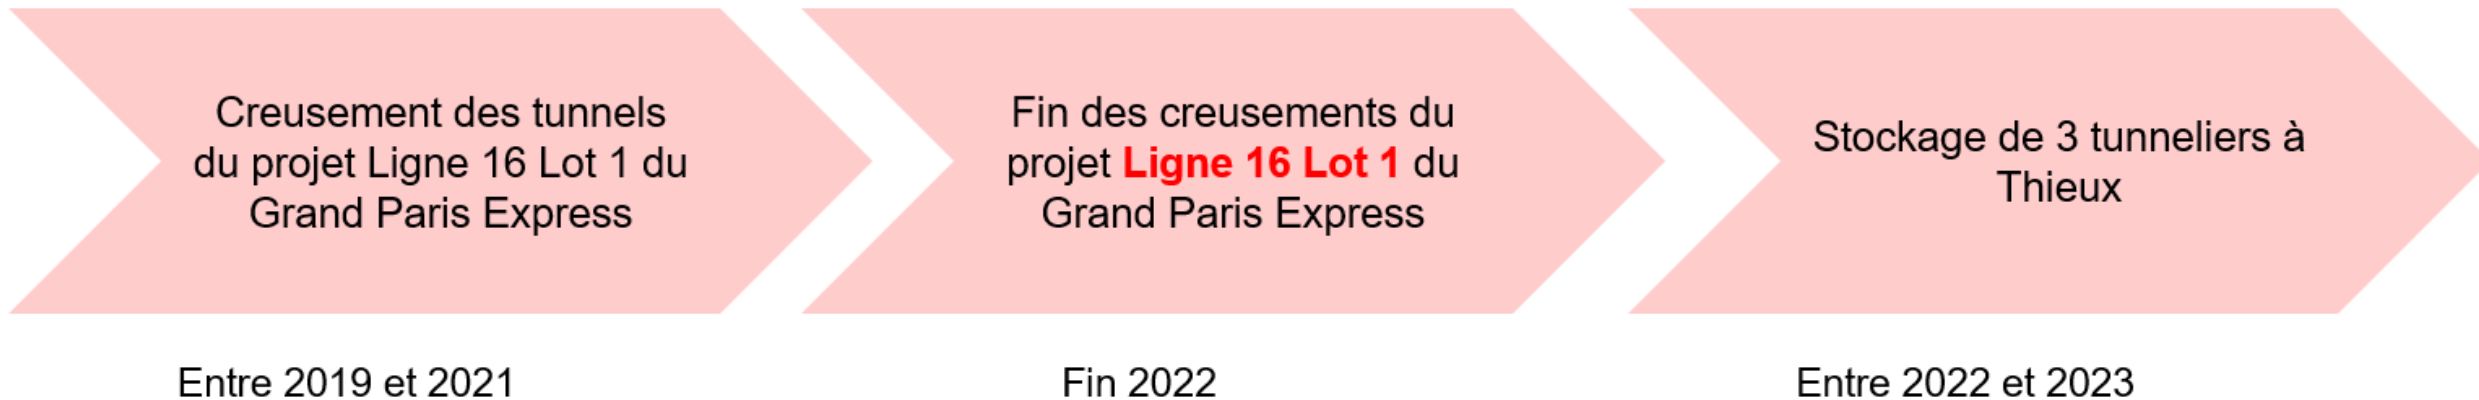 Creusement des tunnels
du projet Ligne 16 Lot 1 du
Grand Paris Express
Fin des creusements du
projet Ligne 16 Lot 1 du
Grand Paris Express
Stockage de 3 tunneliers à
Thieux
Entre 2019 et 2021
Fin 2022
Entre 2022 et 2023